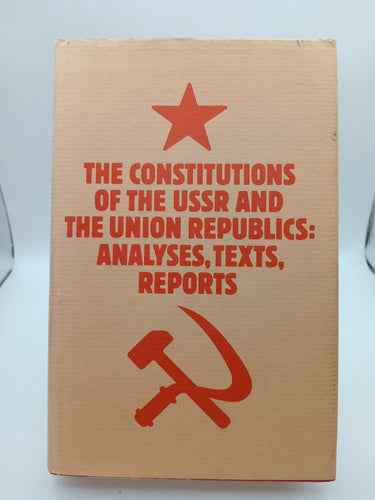 THE CONSTITUTIONS
OF THE USSR AND
THE UNION REPUBLICS:
ANALYSES, TEXTS,
REPORTS